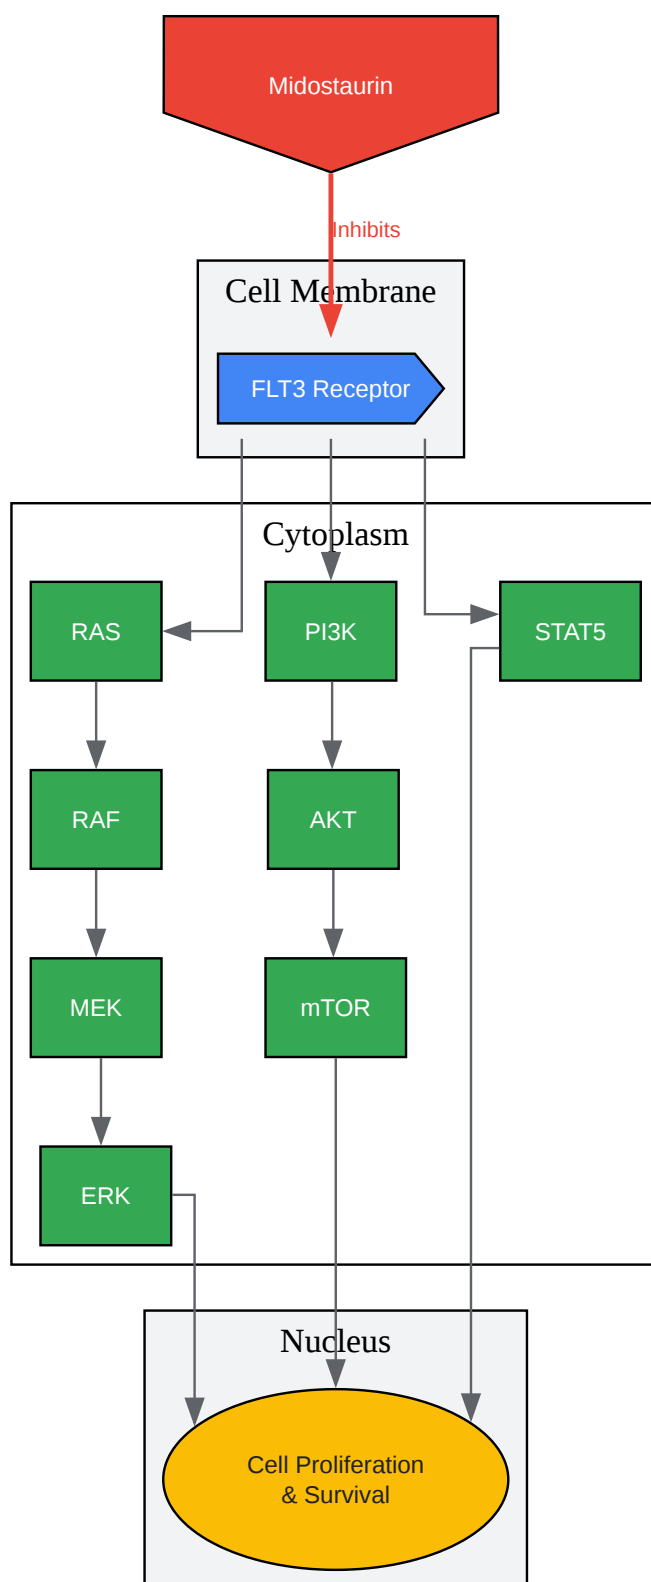 Midostaurin
Inhibits
Cell Membrane
FLT3 Receptor
Cytoplasm
RAS
PI3K
STAT5
RAF
AKT
MEK
mTOR
ERK
Nucleus
Cell Proliferation
& Survival